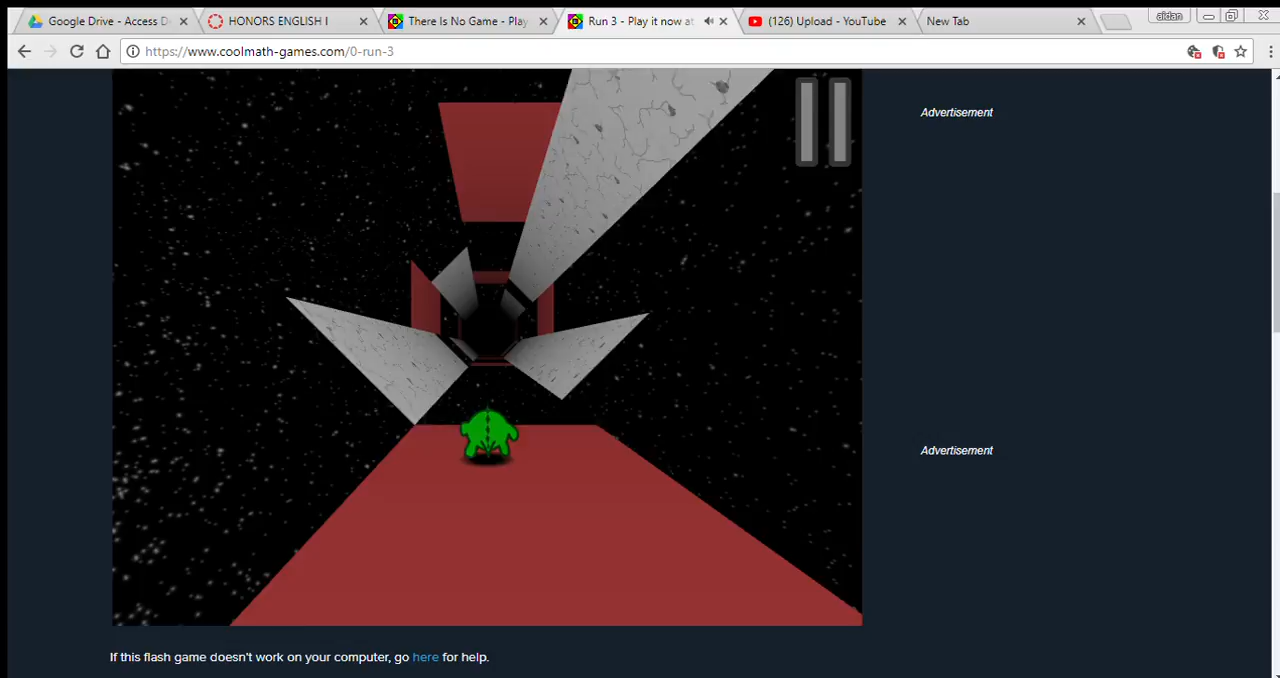 Google Drive - Access D
HONORS ENGLISH I
There Is No Game - Play
Run 3 - Play it now at
(126) Upload - YouTube
New Tab
aidan
https://www.coolmath-games.com/0-run-3
Advertisement
Advertisement
If this flash game doesn't work on your computer, go here for help.